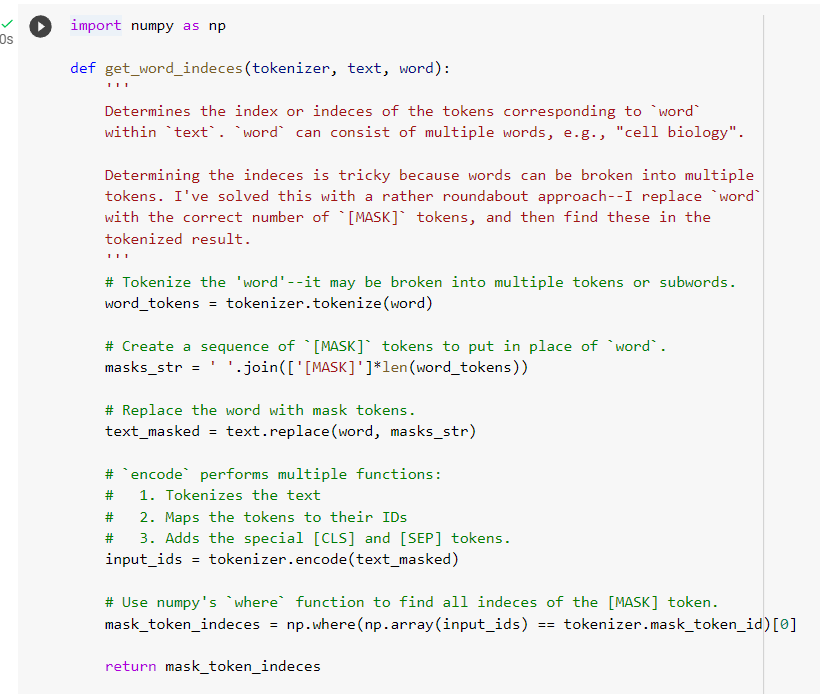 0s
import numpy as np
def get_word_indeces(tokenizer, text, word):
'''
Determines the index or indeces of the tokens corresponding to `word`
within `text`. `word` can consist of multiple words, e.g., "cell biology".
Determining the indeces is tricky because words can be broken into multiple
tokens. I've solved this with a rather roundabout approach--I replace `word`
with the correct number of `[MASK]` tokens, and then find these in the
tokenized result.
'''
# Tokenize the 'word'--it may be broken into multiple tokens or subwords.
word_tokens = tokenizer.tokenize(word)
# Create a sequence of `[MASK]` tokens to put in place of `word`.
masks_str = ' '.join(['[MASK]']*len(word_tokens))
# Replace the word with mask tokens.
text_masked = text.replace(word, masks_str)
# `encode` performs multiple functions:
#   1. Tokenizes the text
#   2. Maps the tokens to their IDs
#   3. Adds the special [CLS] and [SEP] tokens.
input_ids = tokenizer.encode(text_masked)
# Use numpy's `where` function to find all indeces of the [MASK] token.
mask_token_indeces = np.where(np.array(input_ids) == tokenizer.mask_token_id)[0]
return mask_token_indeces